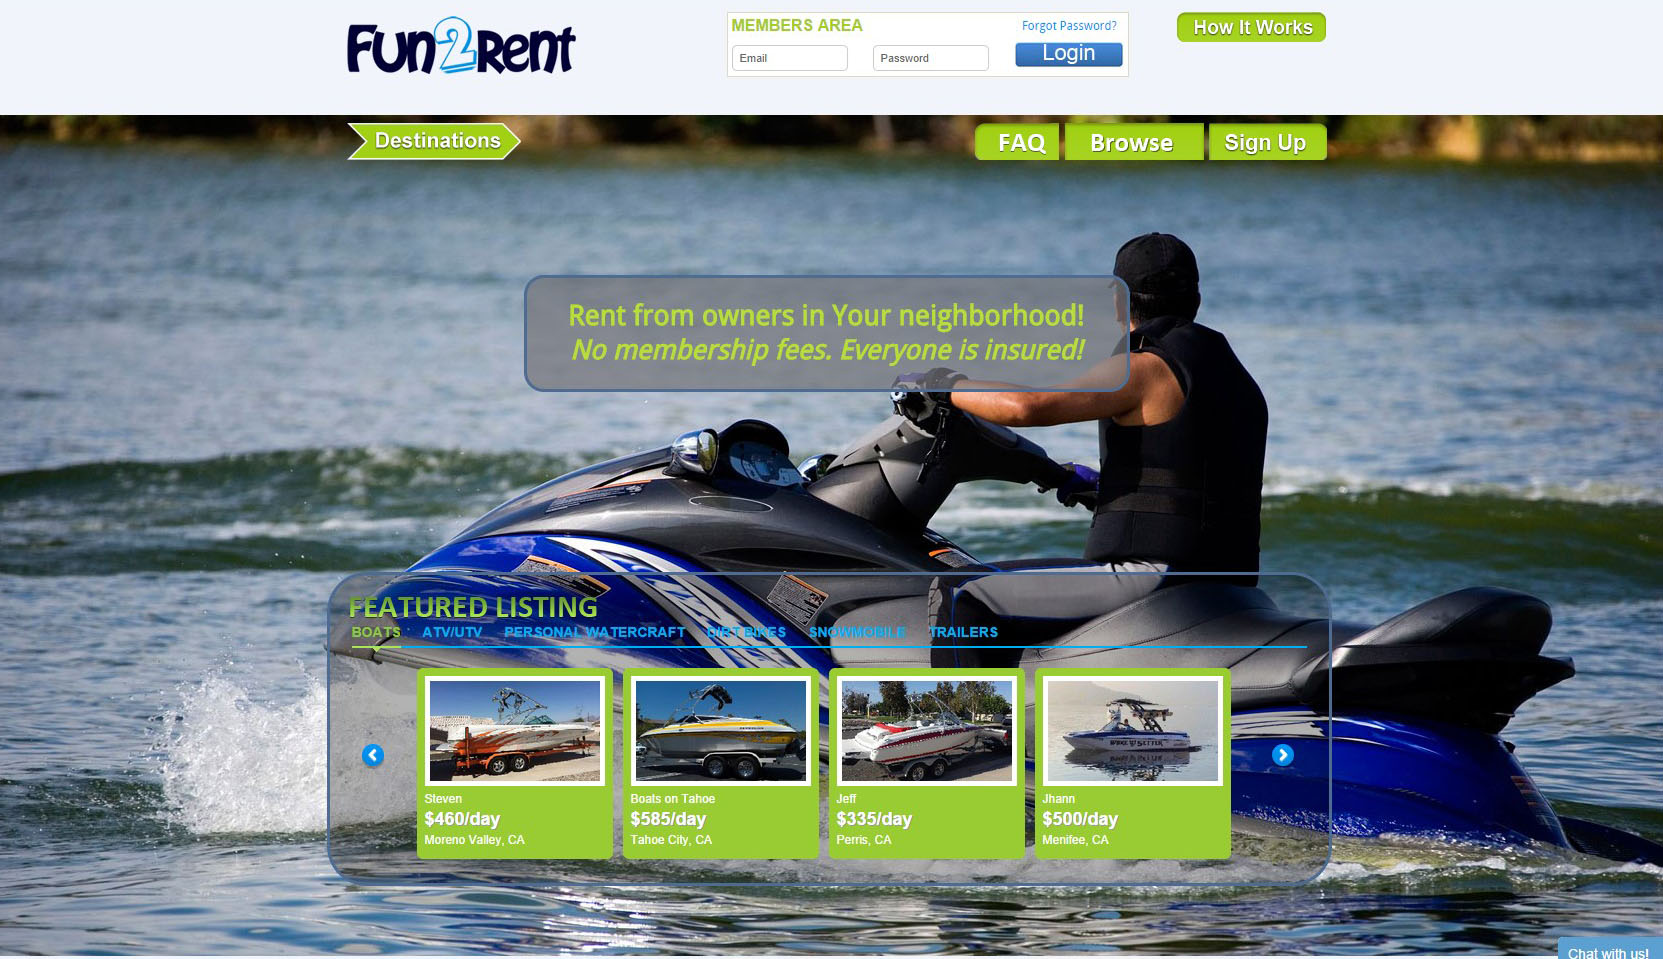 Fun2Rent
MEMBERS AREA
Forgot Password?
Email
Password
Login
How It Works
Destinations
FAQ
Browse
Sign Up
Rent from owners in Your neighborhood!
No membership fees. Everyone is insured!
FEATURED LISTING
BOATS
ATV/UTV
PERSONAL WATERCRAFT
DIRT BIKES
SNOWMOBILE
TRAILERS
Steven
$460/day
Moreno Valley, CA
Boats on Tahoe
$585/day
Tahoe City, CA
Jeff
$335/day
Perris, CA
Jhann
$500/day
Menifee, CA
Chat with us!